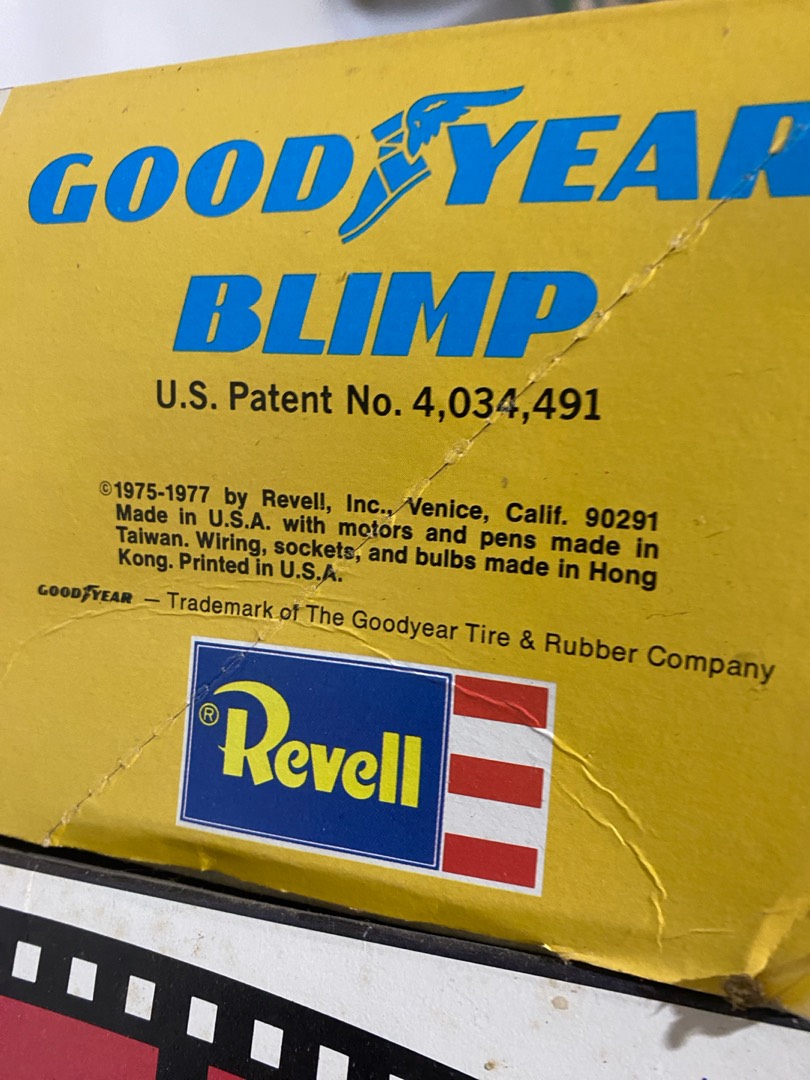 GOODYEAR
BLIMP
U.S. Patent No. 4,034,491
©1975-1977 by Revell, Inc., Venice, Calif. 90291
Made in U.S.A. with motors and pens made in
Taiwan. Wiring, sockets, and bulbs made in Hong
Kong. Printed in U.S.A.
GOODYEAR — Trademark of The Goodyear Tire & Rubber Company
® Revell